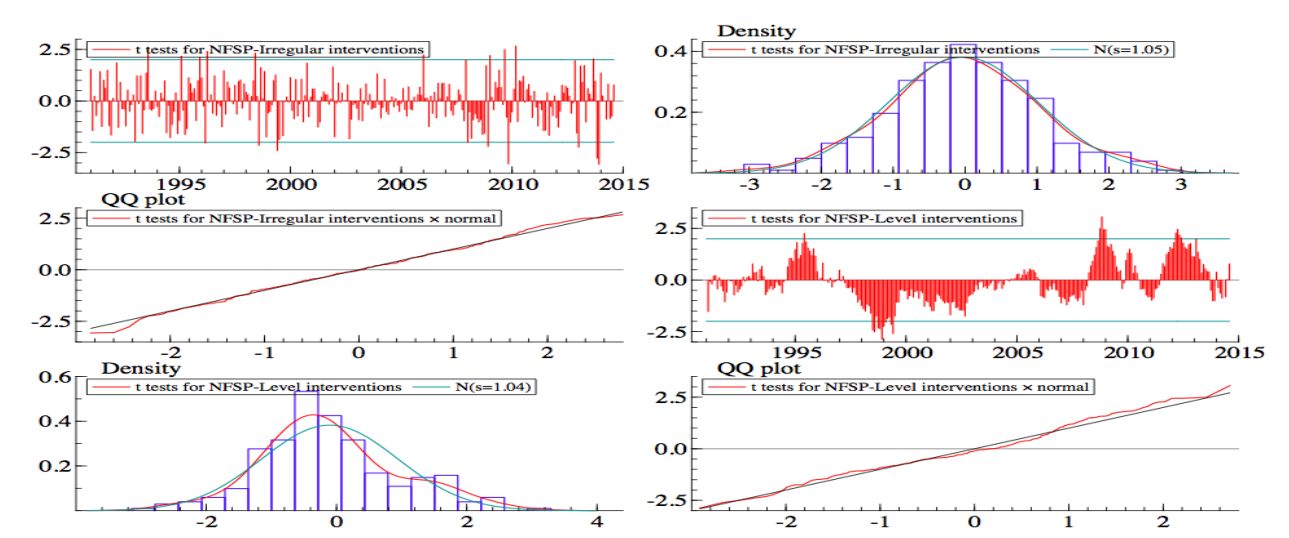 t tests for NFSP-Irregular interventions
2.5
0.0
-2.5
1995 2000 2005 2010 2015
Density
t tests for NFSP-Irregular interventions N(s=1.05)
0.4
0.2
-3 -2 -1 0 1 2 3
QQ plot
t tests for NFSP-Irregular interventions × normal
2.5
0.0
-2.5
-2 -1 0 1 2
t tests for NFSP-Level interventions
2.5
0.0
-2.5
1995 2000 2005 2010 2015
Density
t tests for NFSP-Level interventions N(s=1.04)
0.6
0.4
0.2
-2 0 2 4
QQ plot
t tests for NFSP-Level interventions × normal
2.5
0.0
-2.5
-2 -1 0 1 2